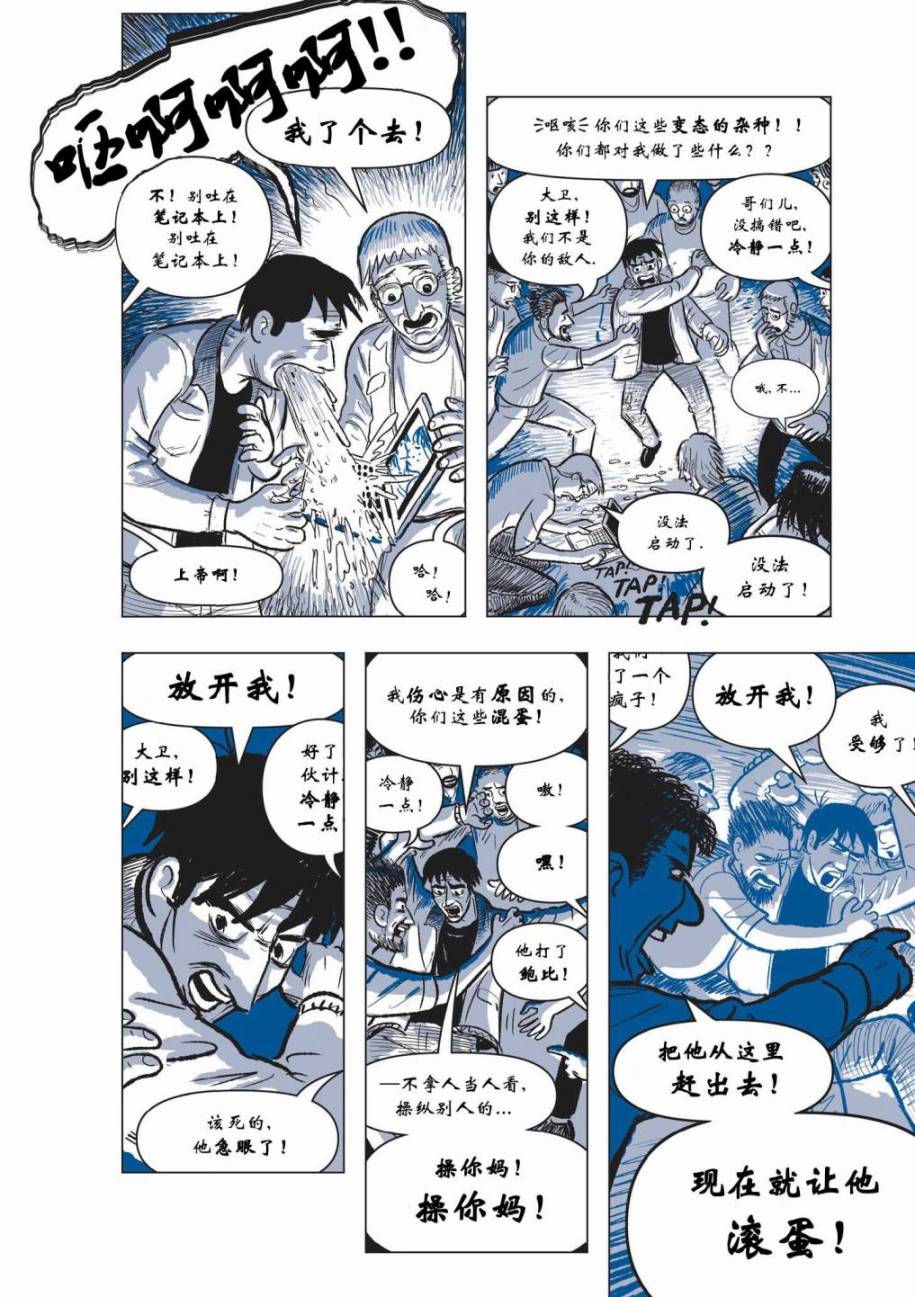 呕啊啊啊啊!!
我了个去！
不！别吐在
笔记本上！
别吐在
笔记本上！
上帝啊！
哈！
哈！
呕咳 你们这些变态的杂种！！
你们都对我做了些什么？？
大卫，
别这样！
我们不是
你的敌人.
哥们儿，
没搞错吧，
冷静一点！
哦，不…
没法
启动了.
没法
启动了！
TAP!
TAP!
TAP!
放开我！
大卫，
别这样！
好了
伙计.
冷静
一点
该死的，
他急眼了！
我伤心是有原因的，
你们这些混蛋！
冷静
一点！
嗷！
嘿！
他打了
鲍比！
—不拿人当人看，
操纵别人的…
操你妈！
操你妈！
我们
了一个
疯子！
放开我！
我
受够了！
把他从这里
赶出去！
现在就让他
滚蛋！